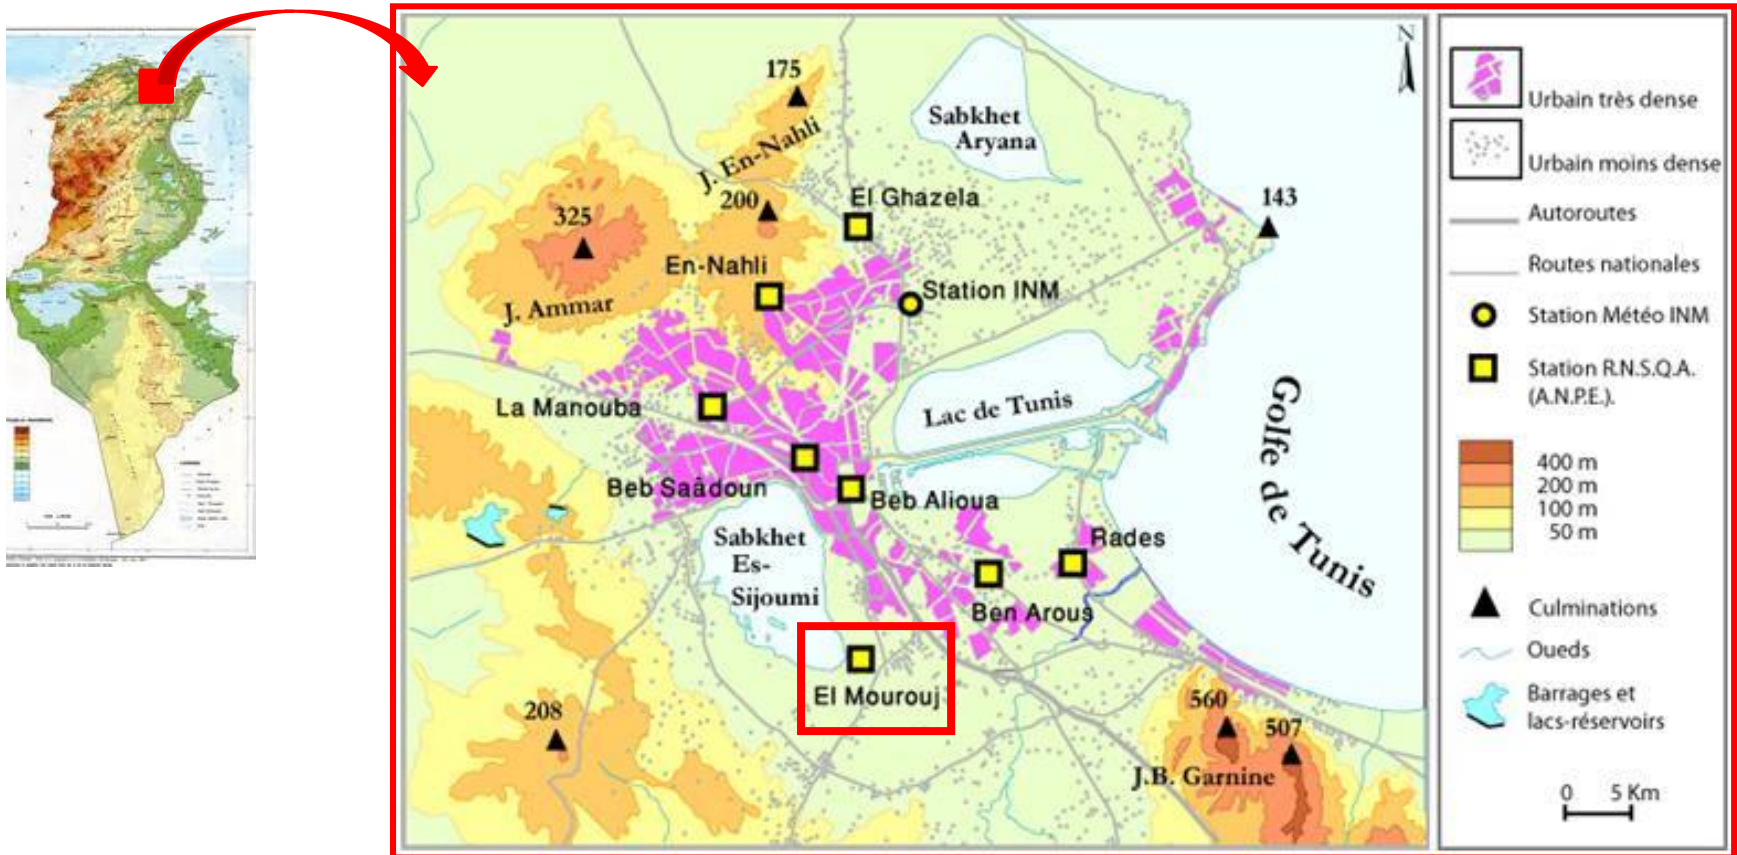 N
175
Sabkhet
Aryana
J. En-Nahli
El Ghazela
143
200
325
En-Nahli
Station INM
J. Ammar
Golfe de Tunis
Lac de Tunis
La Manouba
Beb Saâdoun
Beb Alioua
Sabkhet
Es-
Sijoumi
Rades
Ben Arous
El Mourouj
208
560
507
J.B. Garnine
Urbain très dense
Urbain moins dense
Autoroutes
Routes nationales
Station Météo INM
Station R.N.S.Q.A.
(A.N.P.E.).
400 m
200 m
100 m
50 m
Culminations
Oueds
Barrages et
lacs-réservoirs
0 5 Km